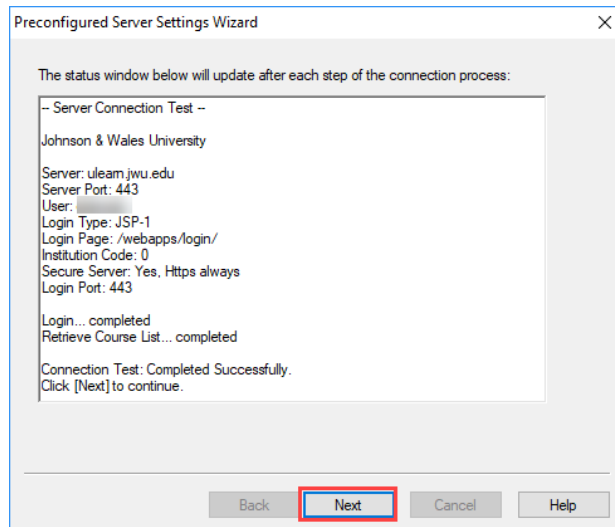 Preconfigured Server Settings Wizard
The status window below will update after each step of the connection process:
-- Server Connection Test --
Johnson & Wales University
Server: ulearn.jwu.edu
Server Port: 443
User:
Login Type: JSP-1
Login Page: /webapps/login/
Institution Code: 0
Secure Server: Yes, Https always
Login Port: 443
Login... completed
Retrieve Course List... completed
Connection Test: Completed Successfully.
Click [Next] to continue.
Back Next Cancel Help